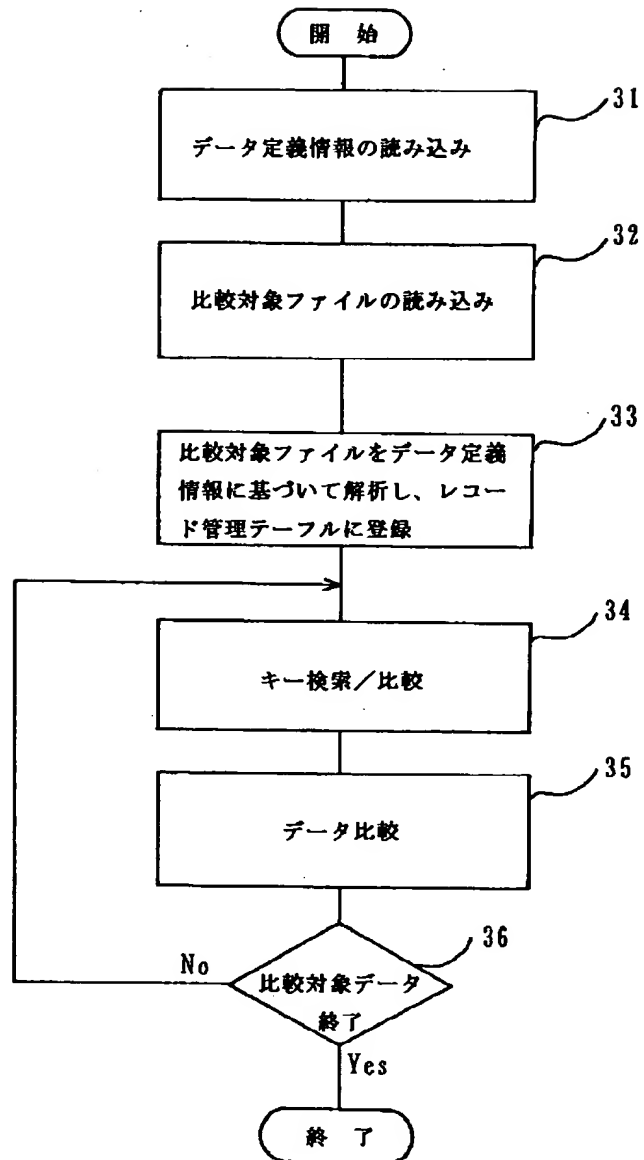 開 始
31
データ定義情報の読み込み
32
比較対象ファイルの読み込み
33
比較対象ファイルをデータ定義
情報に基づいて解析し、レコー
ド管理テーフルに登録
34
キー検索／比較
35
データ比較
36
No
比較対象データ
終了
Yes
終 了